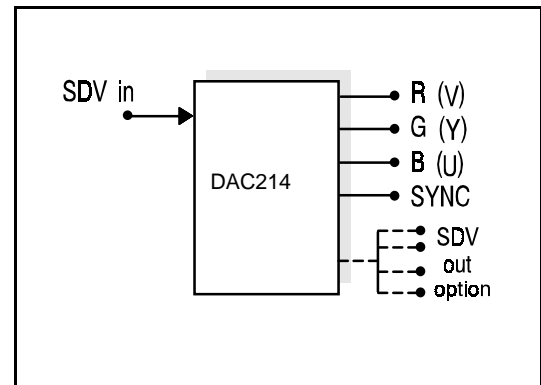 SDV in
DAC214
R (V)
G (Y)
B (U)
SYNC
SDV
out
option